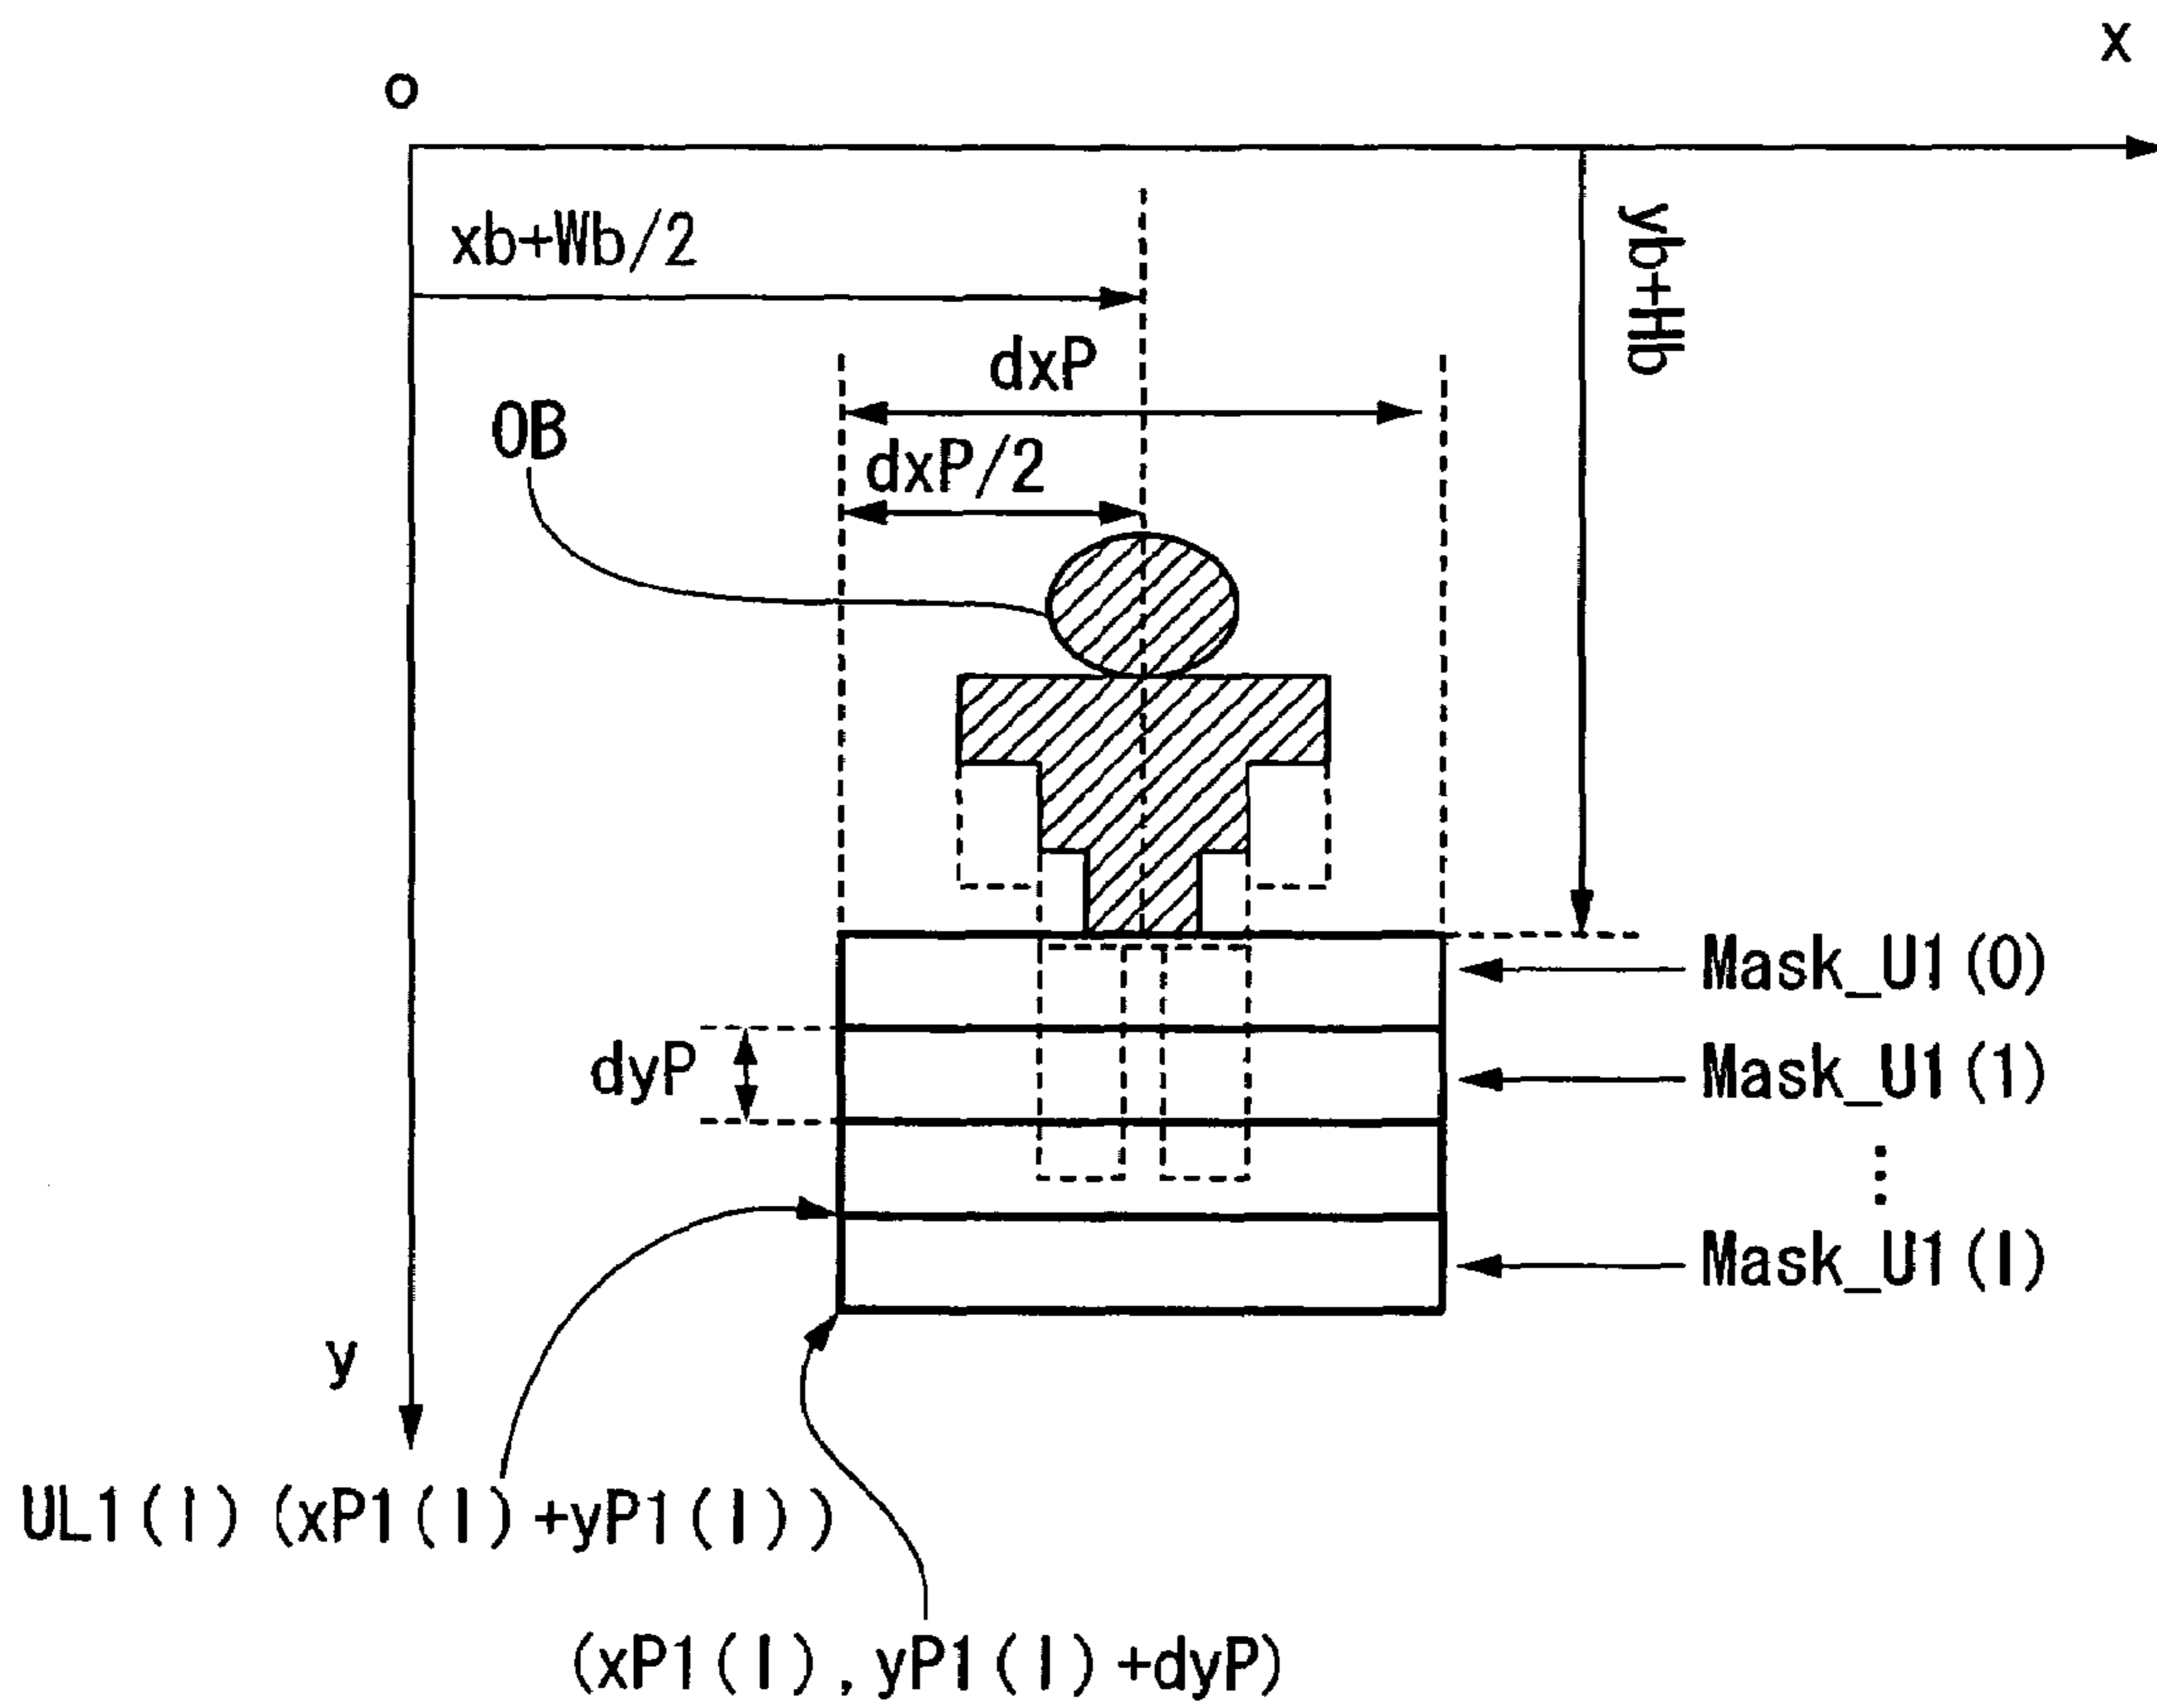 x
o
xb+Wb/2
yb+Hb
dxP
OB
dxP/2
Mask_U1(0)
dyP
Mask_U1(1)
⋮
Mask_U1(I)
y
UL1(I)(xP1(I)+yP1(I))
(xP1(I),yP1(I)+dyP)